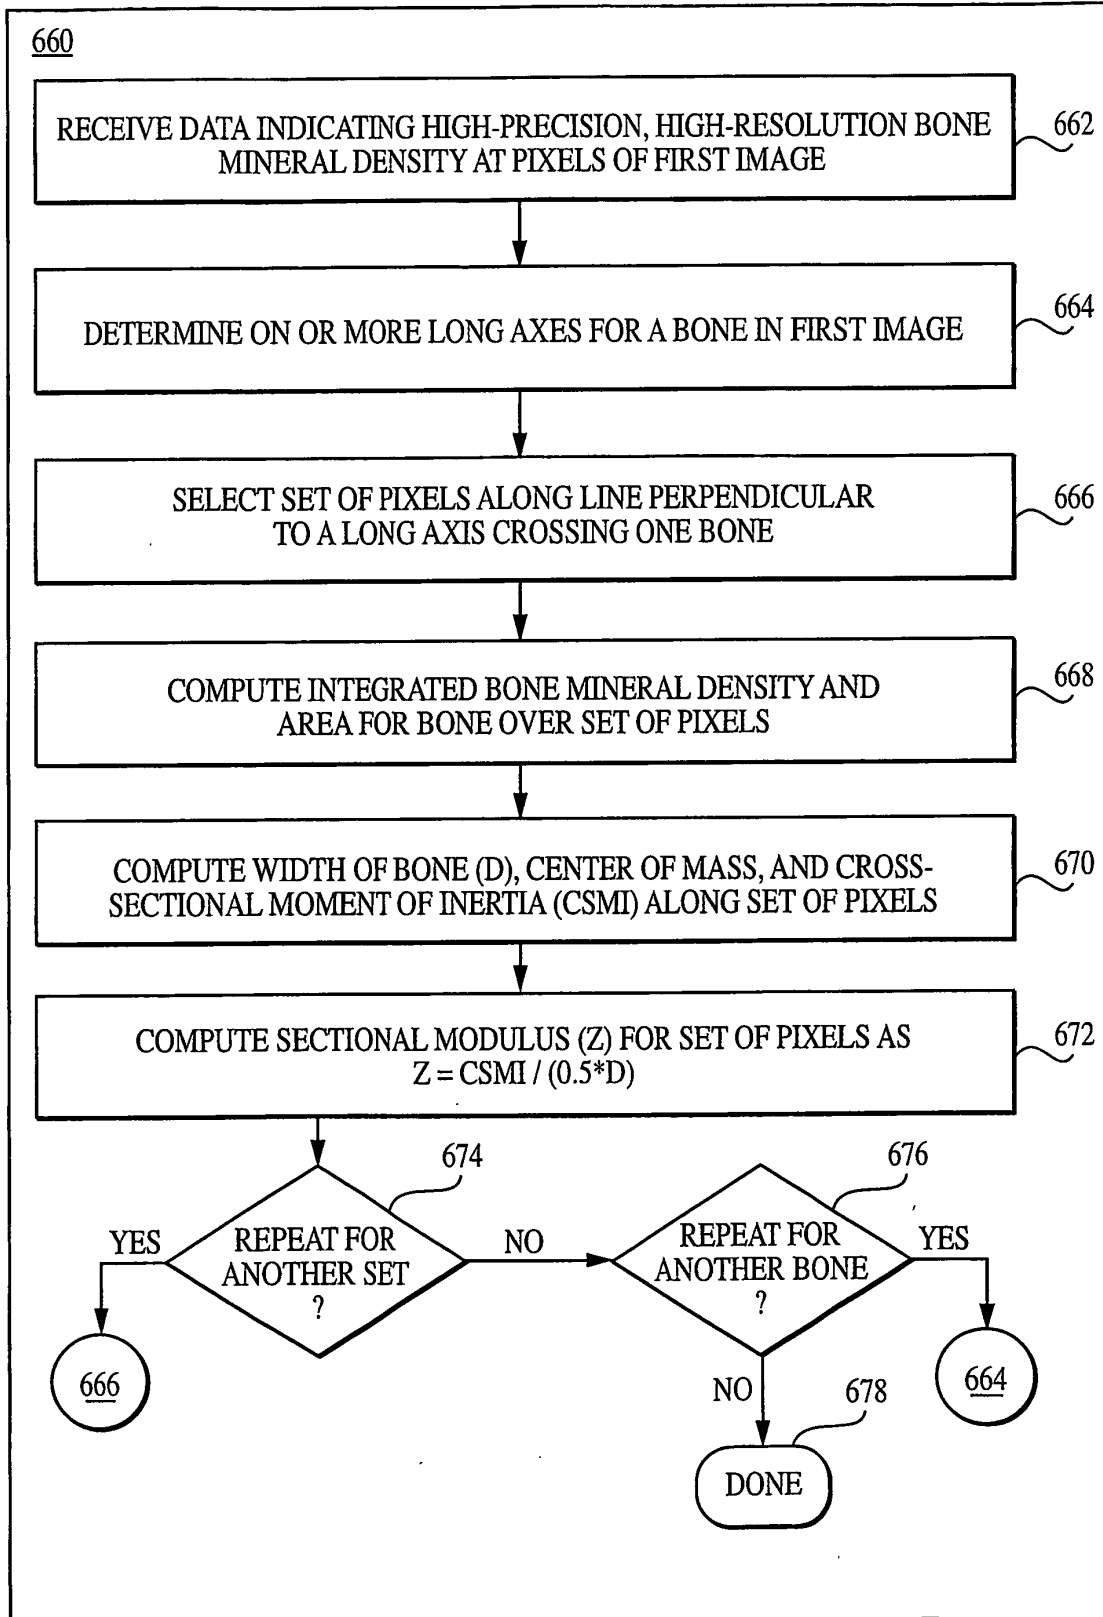 660
RECEIVE DATA INDICATING HIGH-PRECISION, HIGH-RESOLUTION BONE
MINERAL DENSITY AT PIXELS OF FIRST IMAGE
662
DETERMINE ON OR MORE LONG AXES FOR A BONE IN FIRST IMAGE
664
SELECT SET OF PIXELS ALONG LINE PERPENDICULAR
TO A LONG AXIS CROSSING ONE BONE
666
COMPUTE INTEGRATED BONE MINERAL DENSITY AND
AREA FOR BONE OVER SET OF PIXELS
668
COMPUTE WIDTH OF BONE (D), CENTER OF MASS, AND CROSS-
SECTIONAL MOMENT OF INERTIA (CSMI) ALONG SET OF PIXELS
670
COMPUTE SECTIONAL MODULUS (Z) FOR SET OF PIXELS AS
Z = CSMI / (0.5*D)
672
674
REPEAT FOR
ANOTHER SET
?
YES
666
NO
676
REPEAT FOR
ANOTHER BONE
?
YES
664
NO
678
DONE